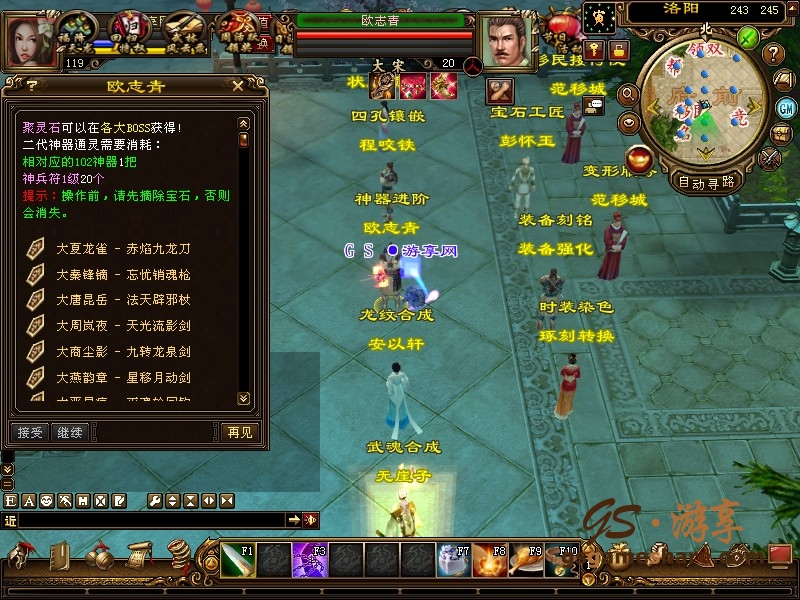 欧志青
洛阳
243 245
119
大宋
20
北
GM
自动寻路
欧志青
聚灵石可以在各大BOSS获得!
二代神器通灵需要消耗:
相对应的102神器1把
神兵符1级20个
提示:操作前,请先摘除宝石,否则
会消失。
大夏龙雀 - 赤焰九龙刀
大秦锋镝 - 忘忧销魂枪
大唐昆岳 - 法天辟邪杖
大周岚夜 - 天光流影剑
大商尘影 - 九转龙泉剑
大燕韵章 - 星移月动剑
接受
继续
再见
四孔镶嵌
程咬铁
神器进阶
欧志青
GS
游享网
龙纹合成
安以轩
武魂合成
无崖子
范移城
宝石工匠
彭怀玉
范移城
装备刻铭
装备强化
时装染色
琢刻转换
近
F1
F3
F7
F8
F9
F10
GS·游享